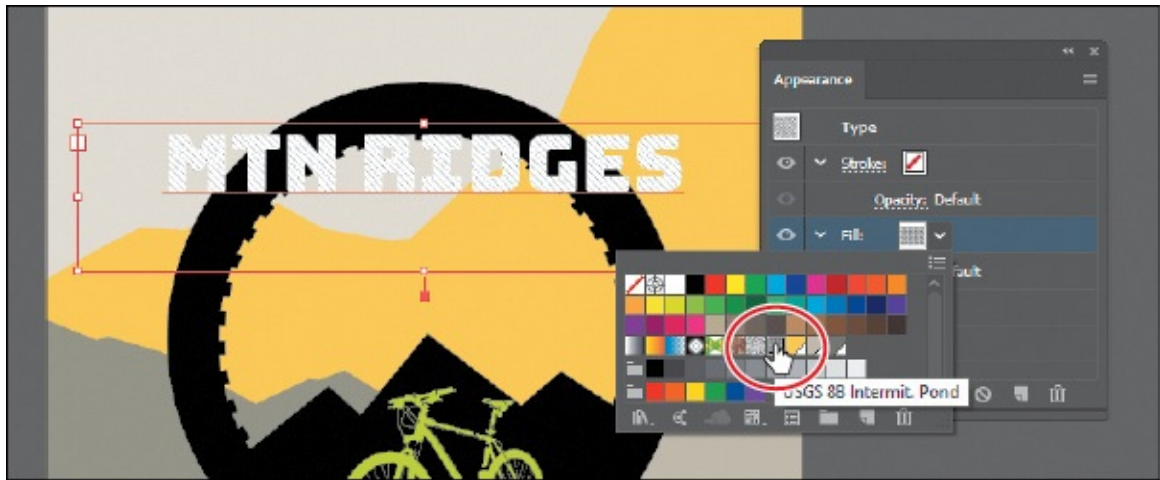 Appearance
MTN RIDGES
Type
Stroke:
Opacity: Default
Fill:
ault
USGS 8B Intermit. Pond